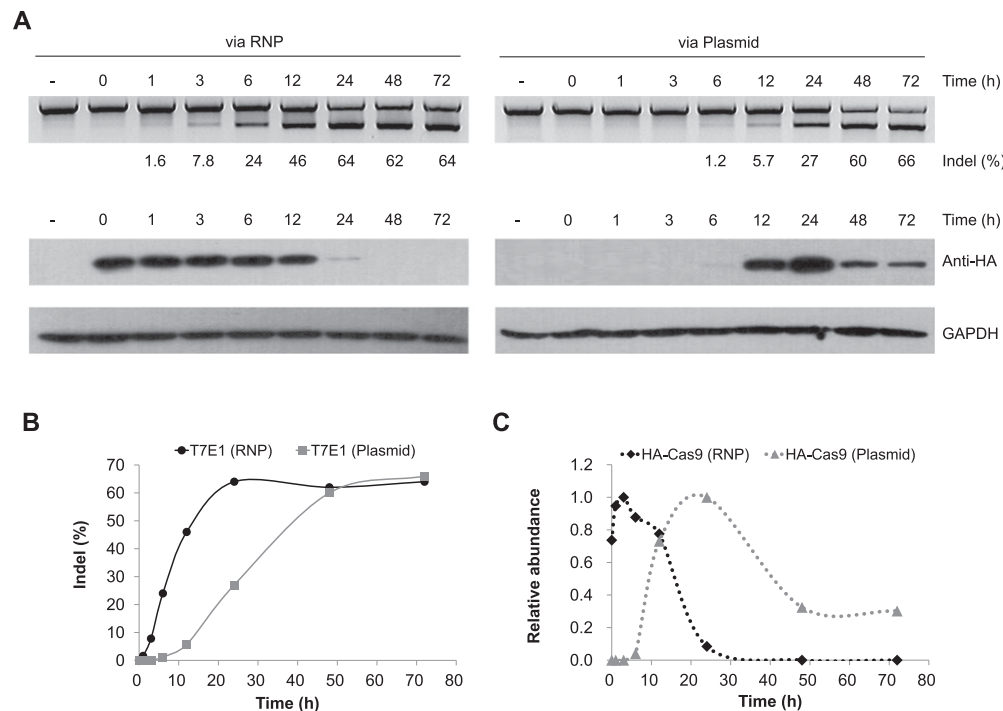 A
via RNP
via Plasmid
- 0 1 3 6 12 24 48 72
- 0 1 3 6 12 24 48 72 Time (h)
1.6 7.8 24 46 64 62 64
1.2 5.7 27 60 66 Indel (%)
- 0 1 3 6 12 24 48 72
- 0 1 3 6 12 24 48 72 Time (h)
Anti-HA
GAPDH
B
T7E1 (RNP) T7E1 (Plasmid)
70
60
50
40
30
20
10
0
Indel (%)
0 10 20 30 40 50 60 70 80
Time (h)
C
HA-Cas9 (RNP) HA-Cas9 (Plasmid)
1.2
1.0
0.8
0.6
0.4
0.2
0.0
Relative abundance
0 10 20 30 40 50 60 70 80
Time (h)